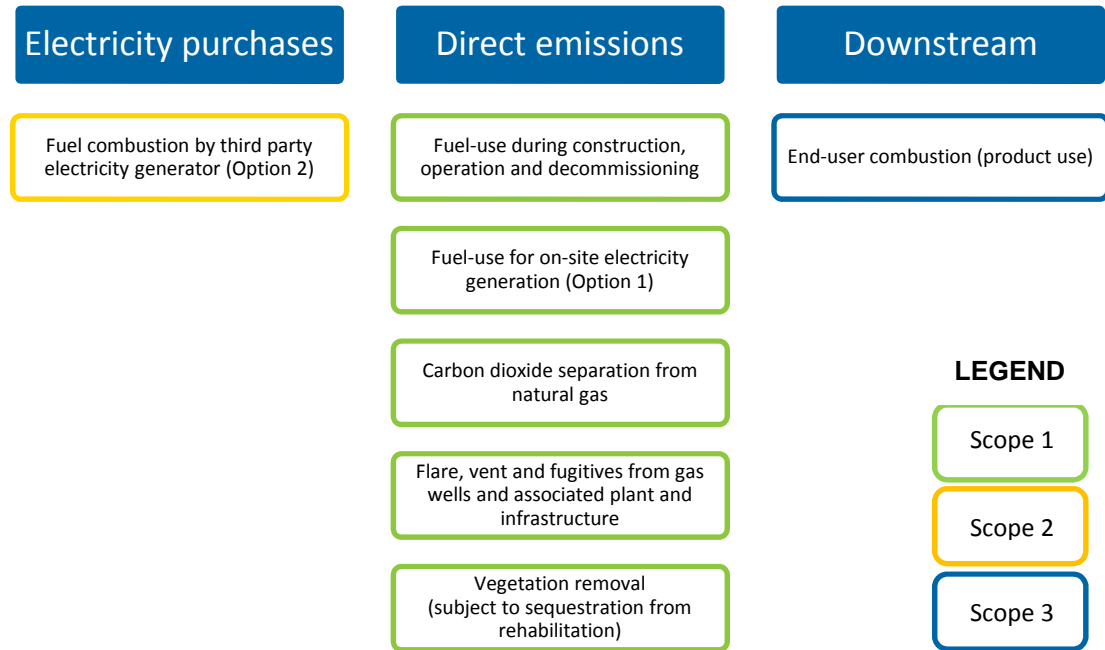 Electricity purchases
Direct emissions
Downstream
Fuel combustion by third party
electricity generator (Option 2)
Fuel-use during construction,
operation and decommissioning
End-user combustion (product use)
Fuel-use for on-site electricity
generation (Option 1)
Carbon dioxide separation from
natural gas
Flare, vent and fugitives from gas
wells and associated plant and
infrastructure
Vegetation removal
(subject to sequestration from
rehabilitation)
LEGEND
Scope 1
Scope 2
Scope 3